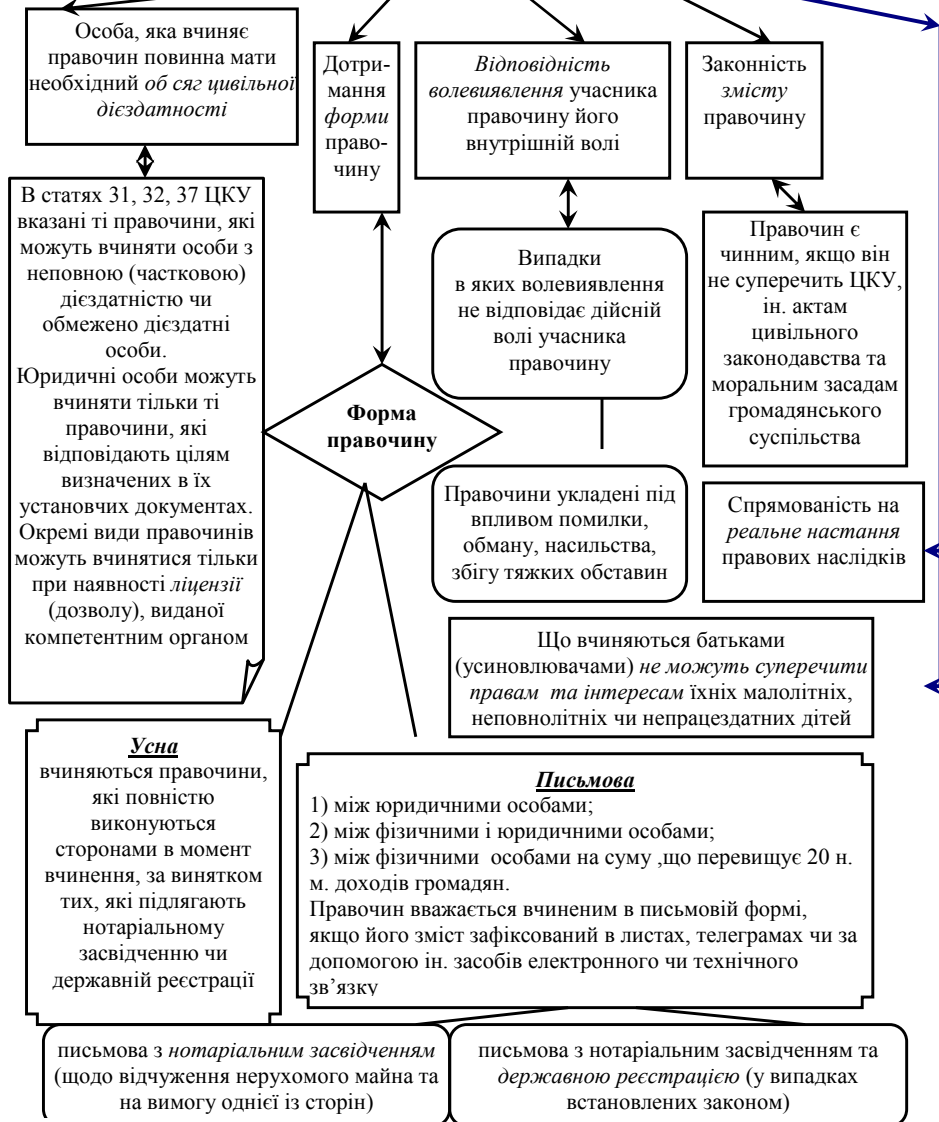 Особа, яка вчиняє
правочин повинна мати
необхідний об сяг цивільної
дієздатності
Дотри-
мання
форми
право-
чину
Відповідність
волевиявлення учасника
правочину його
внутрішній волі
Законність
змісту
правочину
В статях 31, 32, 37 ЦКУ
вказані ті правочини, які
можуть вчиняти особи з
неповною (частковою)
дієздатністю чи
обмежено дієздатні
особи.
Юридичні особи можуть
вчиняти тільки ті
правочини, які
відповідають цілям
визначених в їх
установчих документах.
Окремі види правочинів
можуть вчинятися тільки
при наявності ліцензії
(дозволу), виданої
компетентним органом
Випадки
в яких волевиявлення
не відповідає дійсній
волі учасника
правочину
Правочин є
чинним, якщо він
не суперечить ЦКУ,
ін. актам
цивільного
законодавства та
моральним засадам
громадянського
суспільства
Форма
правочину
Правочини укладені під
впливом помилки,
обману, насильства,
збігу тяжких обставин
Спрямованість на
реальне настання
правових наслідків
Що вчиняються батьками
(усиновлювачами) не можуть суперечити
правам та інтересам їхніх малолітніх,
неповнолітніх чи непрацездатних дітей
Усна
вчиняються правочини,
які повністю
виконуються
сторонами в момент
вчинення, за винятком
тих, які підлягають
нотаріальному
засвідченню чи
державній реєстрації
Письмова
1) між юридичними особами;
2) між фізичними і юридичними особами;
3) між фізичними особами на суму ,що перевищує 20 н.
м. доходів громадян.
Правочин вважається вчиненим в письмовій формі,
якщо його зміст зафіксований в листах, телеграмах чи за
допомогою ін. засобів електронного чи технічного
зв’язку
письмова з нотаріальним засвідченням
(щодо відчуження нерухомого майна та
на вимогу однієї із сторін)
письмова з нотаріальним засвідченням та
державною реєстрацією (у випадках
встановлених законом)